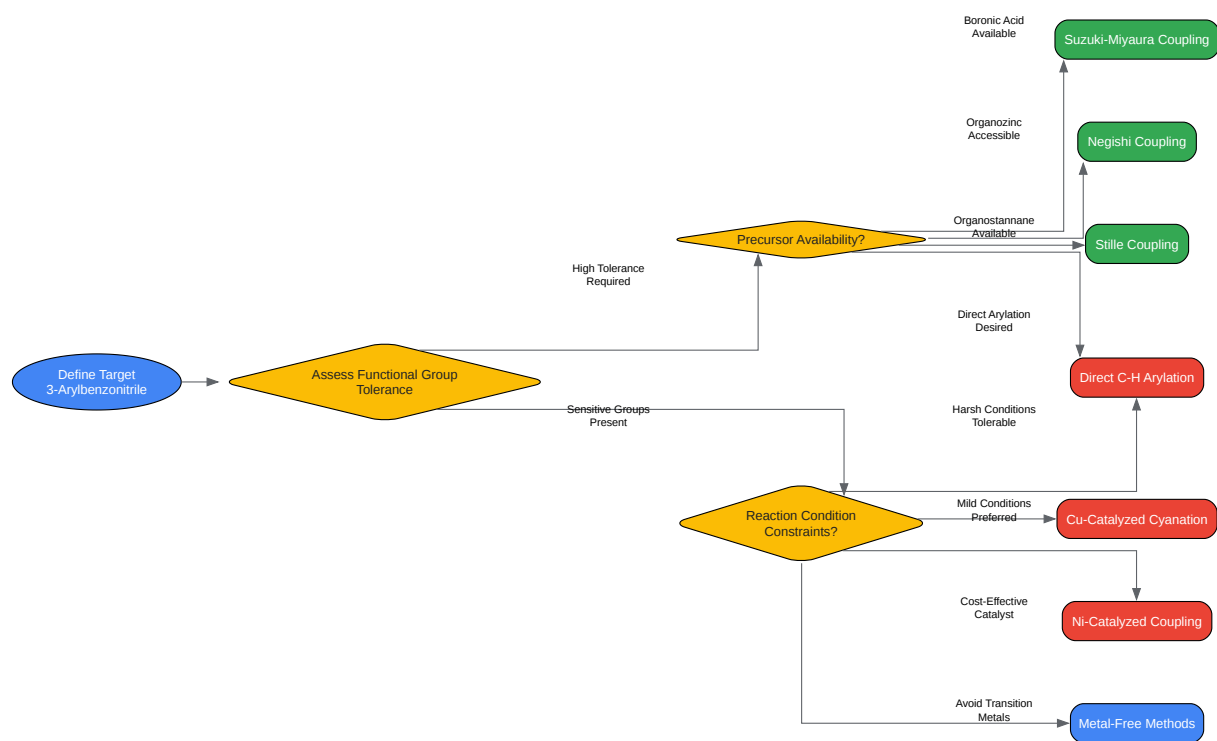 Boronic Acid
Available
Suzuki-Miyaura Coupling
Organozinc
Accessible
Negishi Coupling
Organostannane
Available
Precursor Availability?
Stille Coupling
High Tolerance
Required
Direct Arylation
Desired
Define Target
3-Arylbenzonitrile
Assess Functional Group
Tolerance
Direct C-H Arylation
Sensitive Groups
Present
Harsh Conditions
Tolerable
Mild Conditions
Preferred
Reaction Condition
Constraints?
Cu-Catalyzed Cyanation
Cost-Effective
Catalyst
Ni-Catalyzed Coupling
Avoid Transition
Metals
Metal-Free Methods